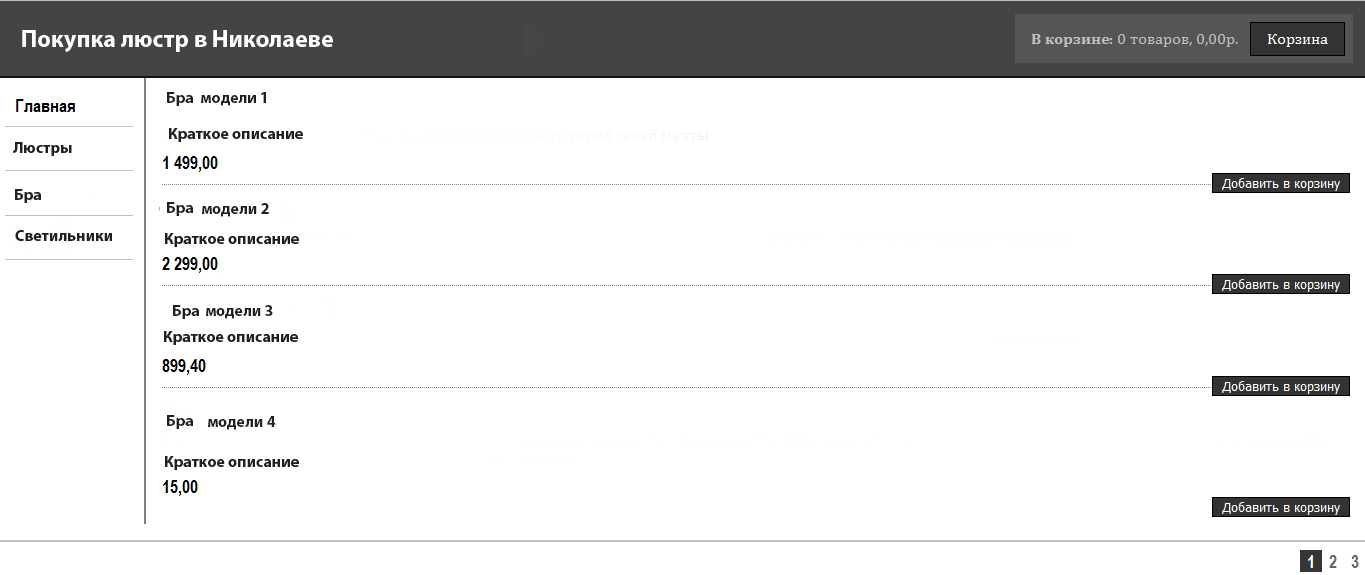 Покупка люстр в Николаеве
В корзине: 0 товаров, 0,00р. Корзина
Главная
Люстры
Бра
Светильники
Бра модели 1
Краткое описание
1 499,00
Добавить в корзину
Бра модели 2
Краткое описание
2 299,00
Добавить в корзину
Бра модели 3
Краткое описание
899,40
Добавить в корзину
Бра модели 4
Краткое описание
15,00
Добавить в корзину
1 2 3